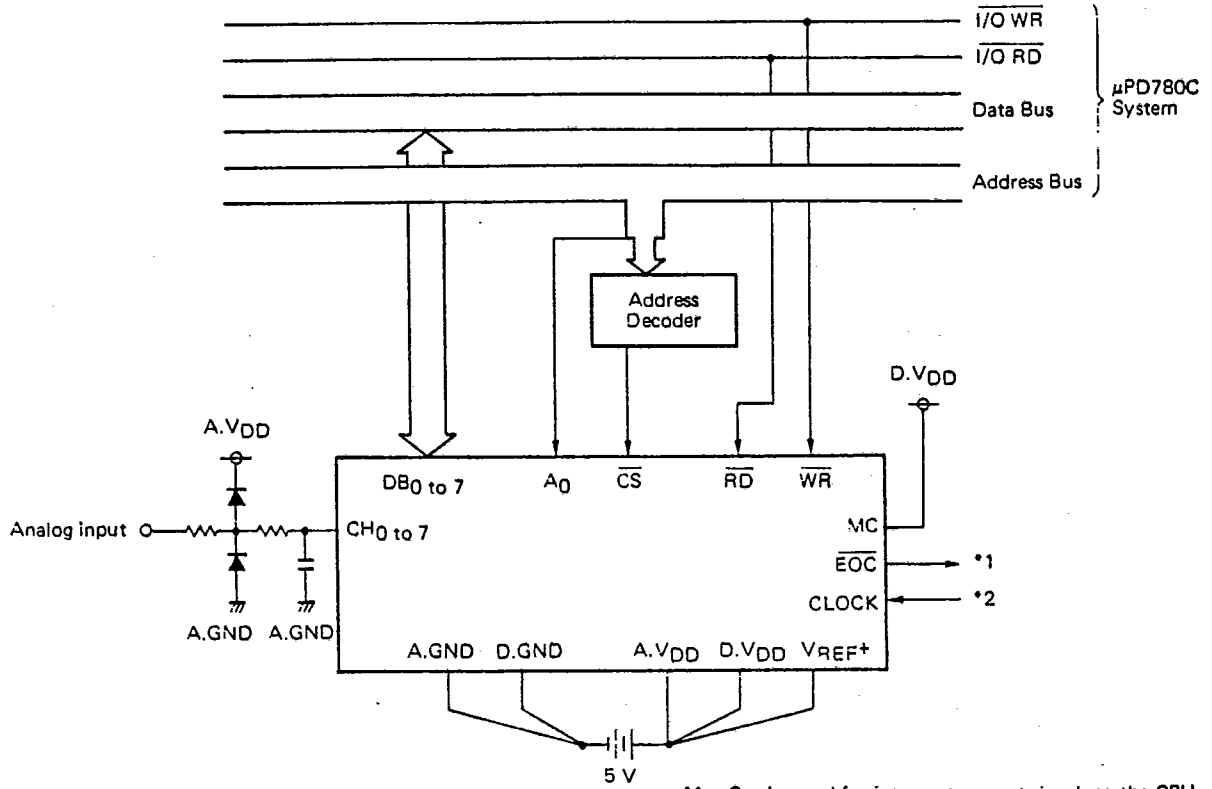 I/O WR
I/O RD
Data Bus
µPD780C
System
Address Bus
Address
Decoder
D.VDD
A.VDD
DB0 to 7
A0
CS
RD
WR
Analog input
CH0 to 7
MC
EOC
*1
CLOCK
*2
A.GND
A.GND
A.GND
D.GND
A.VDD
D.VDD
VREF+
5 V